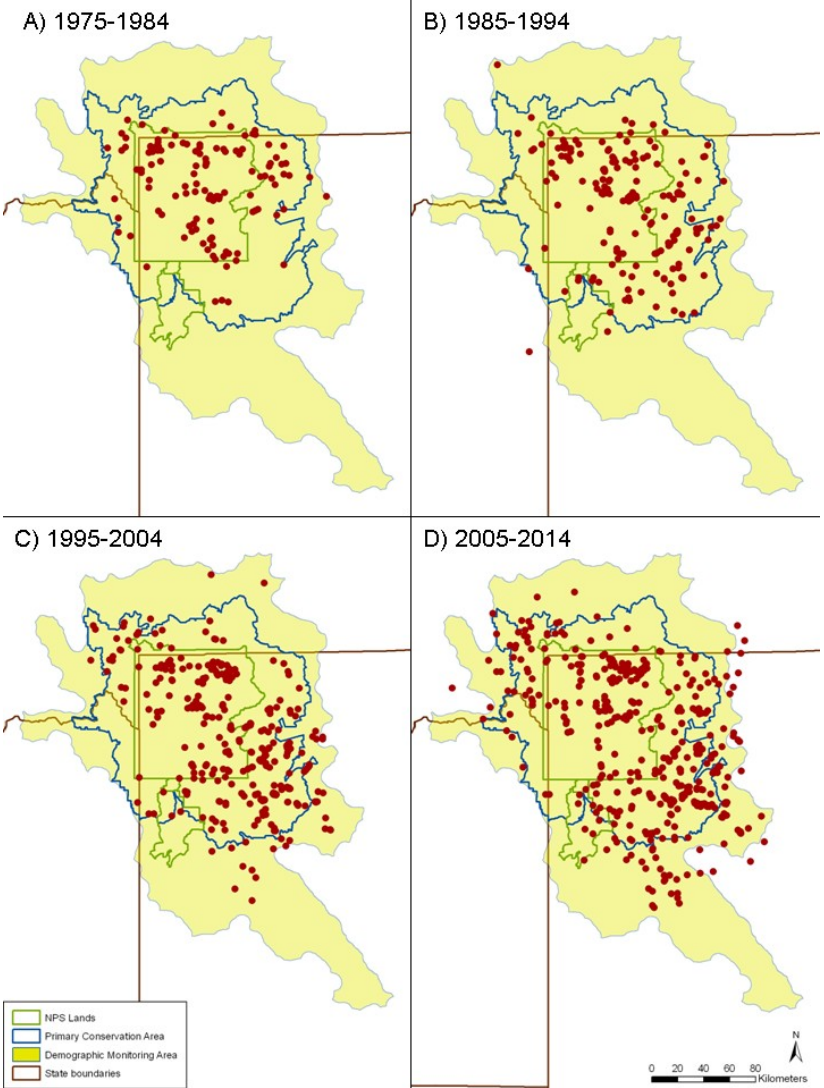 A) 1975-1984
B) 1985-1994
C) 1995-2004
D) 2005-2014
NPS Lands
Primary Conservation Area
Demographic Monitoring Area
State boundaries
N
0 20 40 60 80
Kilometers